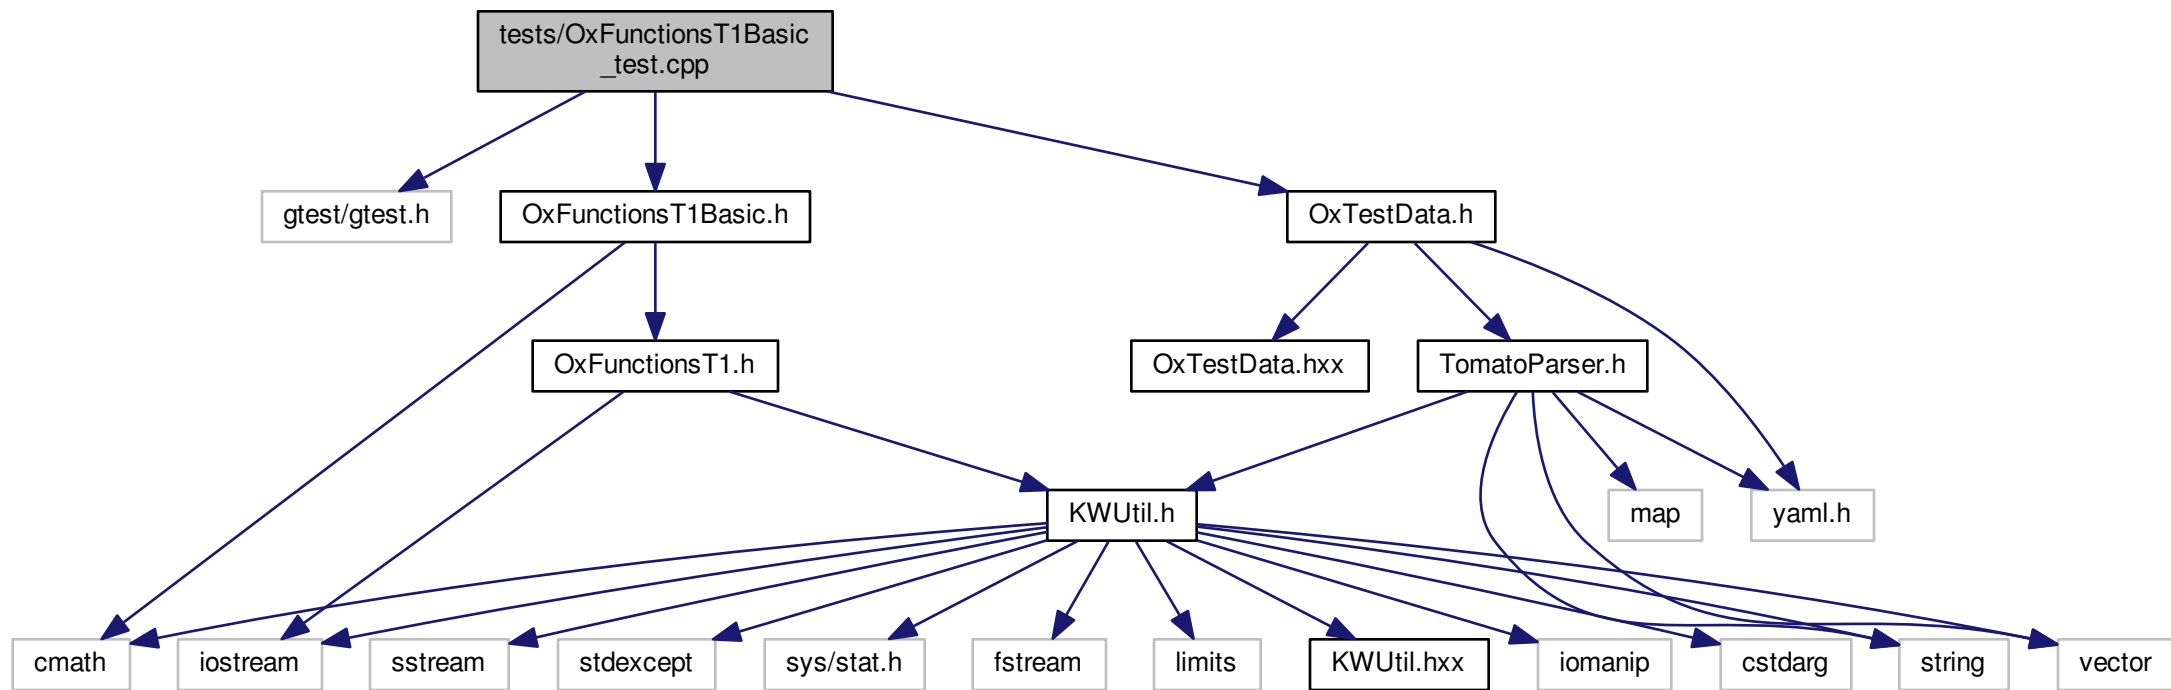 tests/OxFunctionsT1Basic
_test.cpp
gtest/gtest.h
OxFunctionsT1Basic.h
OxTestData.h
OxFunctionsT1.h
OxTestData.hxx
TomatoParser.h
KWUtil.h
map
yaml.h
cmath
iostream
sstream
stdexcept
sys/stat.h
fstream
limits
KWUtil.hxx
iomanip
cstdarg
string
vector